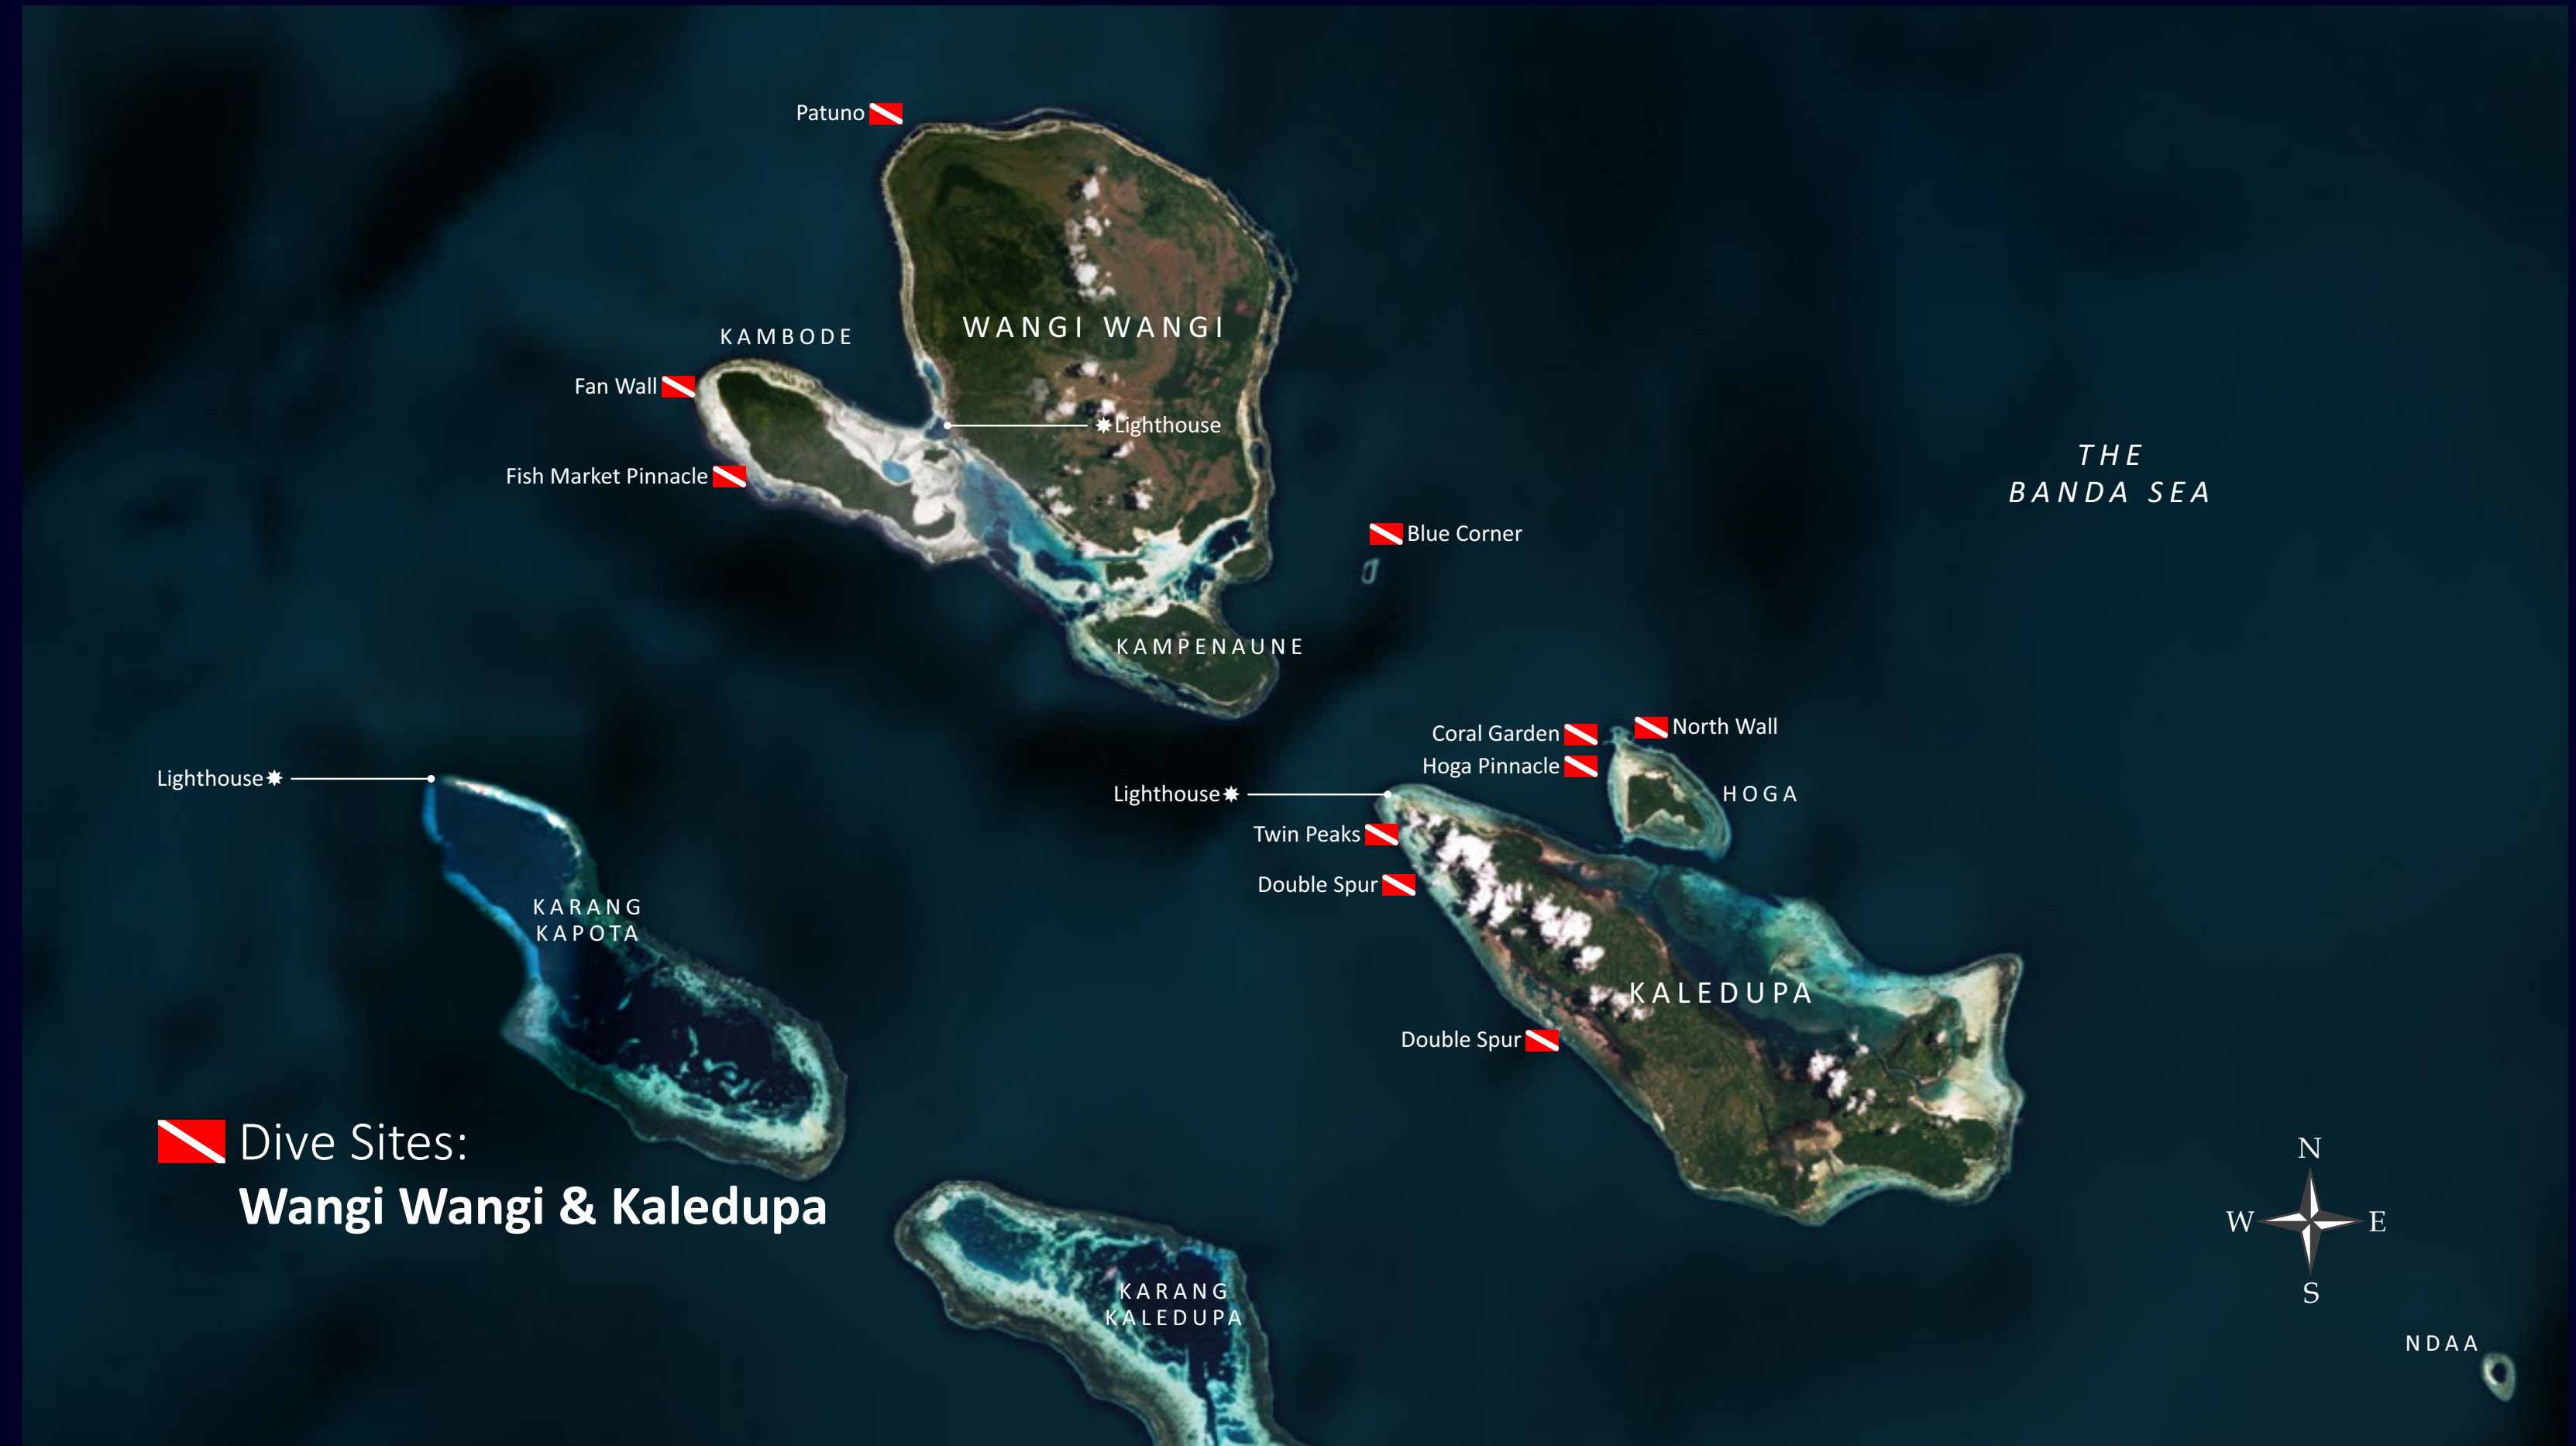 Patuno
KAMBODE
WANGI WANGI
Fan Wall
Lighthouse
Fish Market Pinnacle
THE
BANDA SEA
Blue Corner
KAMPENAUNE
Coral Garden
North Wall
Hoga Pinnacle
HOGA
Lighthouse
Lighthouse
Twin Peaks
Double Spur
KARANG
KAPOTA
KALEDUPA
Double Spur
Dive Sites:
Wangi Wangi & Kaledupa
N
W
E
S
KARANG
KALEDUPA
NDAA